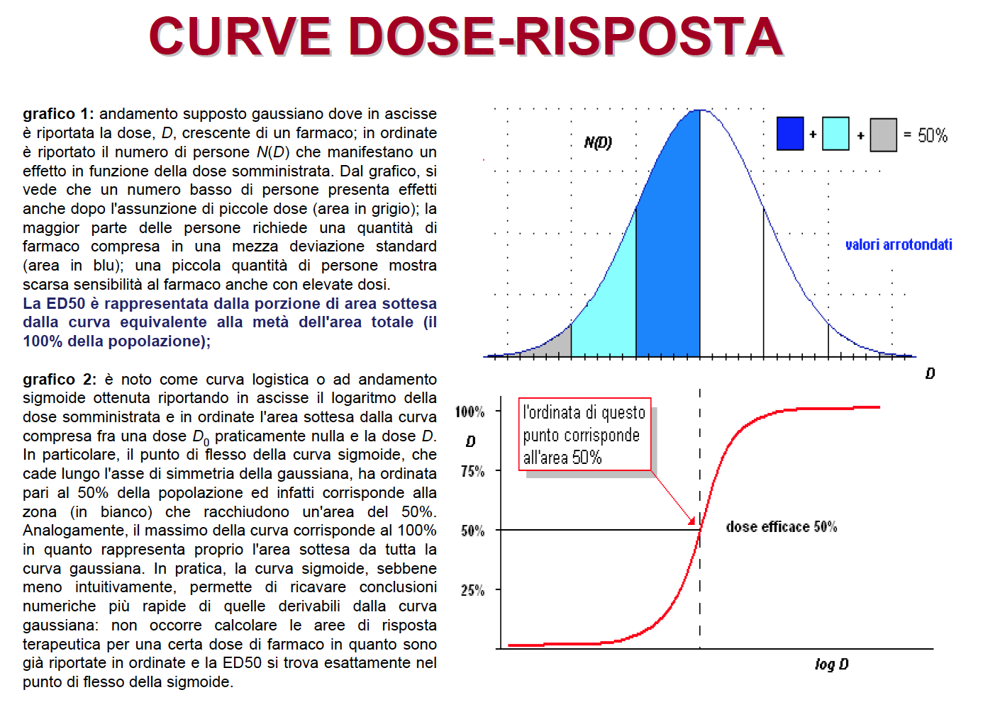 CURVE DOSE-RISPOSTA
grafico 1: andamento supposto gaussiano dove in ascisse
è riportata la dose, D, crescente di un farmaco; in ordinate
è riportato il numero di persone N(D) che manifestano un
effetto in funzione della dose somministrata. Dal grafico, si
vede che un numero basso di persone presenta effetti
anche dopo l'assunzione di piccole dose (area in grigio); la
maggior parte delle persone richiede una quantità di
farmaco compresa in una mezza deviazione standard
(area in blu); una piccola quantità di persone mostra
scarsa sensibilità al farmaco anche con elevate dosi.
La ED50 è rappresentata dalla porzione di area sottesa
dalla curva equivalente alla metà dell'area totale (il
100% della popolazione);
grafico 2: è noto come curva logistica o ad andamento
sigmoide ottenuta riportando in ascisse il logaritmo della
dose somministrata e in ordinate l'area sottesa dalla curva
compresa fra una dose D0 praticamente nulla e la dose D.
In particolare, il punto di flesso della curva sigmoide, che
cade lungo l'asse di simmetria della gaussiana, ha ordinata
pari al 50% della popolazione ed infatti corrisponde alla
zona (in bianco) che racchiudono un'area del 50%.
Analogamente, il massimo della curva corrisponde al 100%
in quanto rappresenta proprio l'area sottesa da tutta la
curva gaussiana. In pratica, la curva sigmoide, sebbene
meno intuitivamente, permette di ricavare conclusioni
numeriche più rapide di quelle derivabili dalla curva
gaussiana: non occorre calcolare le aree di risposta
terapeutica per una certa dose di farmaco in quanto sono
già riportate in ordinate e la ED50 si trova esattamente nel
punto di flesso della sigmoide.
N(D)
+ + = 50%
valori arrotondati
D
100%
D
75%
50%
25%
l'ordinata di questo
punto corrisponde
all'area 50%
dose efficace 50%
log D